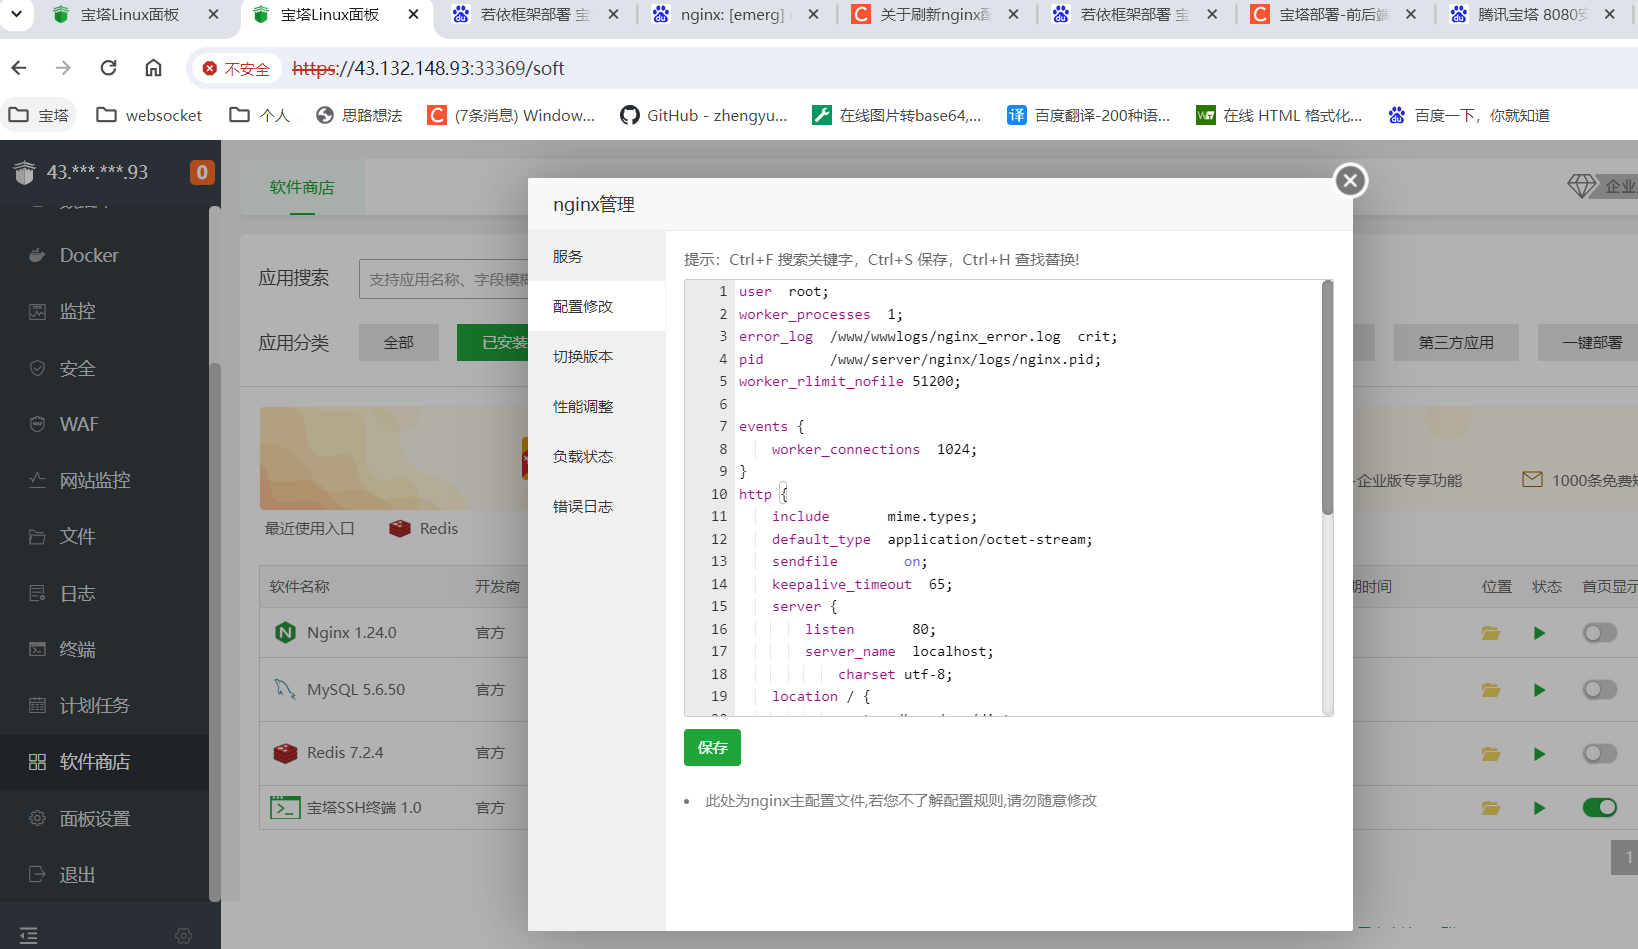 宝塔Linux面板
宝塔Linux面板
若依框架部署 宝
nginx: [emerg]
关于刷新nginx配
若依框架部署 宝
宝塔部署-前后端
腾讯宝塔 8080安
不安全 https://43.132.148.93:33369/soft
宝塔 websocket 个人 思路想法 (7条消息) Window... GitHub - zhengyu... 在线图片转base64,... 百度翻译-200种语... 在线 HTML 格式化... 百度一下，你就知道
43.***.***.93 0
Docker
监控
安全
WAF
网站监控
文件
日志
终端
计划任务
软件商店
面板设置
退出
软件商店
企业
应用搜索 支持应用名称、字段模糊
应用分类 全部 已安装 第三方应用 一键部署
-企业版专享功能 1000条免费短
最近使用入口 Redis
软件名称 开发商 期时间 位置 状态 首页显示
Nginx 1.24.0 官方
MySQL 5.6.50 官方
Redis 7.2.4 官方
宝塔SSH终端 1.0 官方
1
nginx管理
服务
配置修改
切换版本
性能调整
负载状态
错误日志
提示：Ctrl+F 搜索关键字，Ctrl+S 保存，Ctrl+H 查找替换!
1 user  root;
2 worker_processes  1;
3 error_log  /www/wwwlogs/nginx_error.log  crit;
4 pid        /www/server/nginx/logs/nginx.pid;
5 worker_rlimit_nofile 51200;
6
7 events {
8     worker_connections  1024;
9 }
10 http {
11     include       mime.types;
12     default_type  application/octet-stream;
13     sendfile        on;
14     keepalive_timeout  65;
15     server {
16         listen       80;
17         server_name  localhost;
18             charset utf-8;
19     location / {
保存
此处为nginx主配置文件,若您不了解配置规则,请勿随意修改